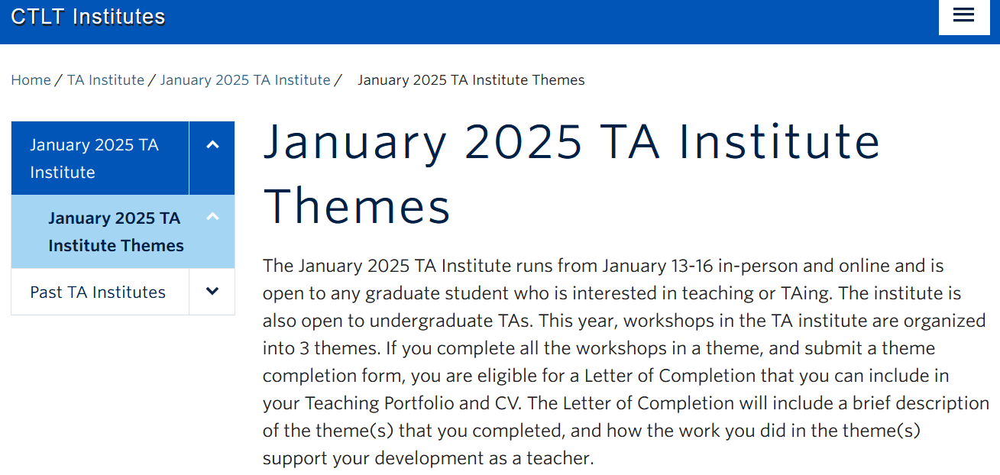 CTLT Institutes
Home / TA Institute / January 2025 TA Institute / January 2025 TA Institute Themes
January 2025 TA
Institute
January 2025 TA
Institute Themes
Past TA Institutes
January 2025 TA Institute
Themes
The January 2025 TA Institute runs from January 13-16 in-person and online and is
open to any graduate student who is interested in teaching or TAing. The institute is
also open to undergraduate TAs. This year, workshops in the TA institute are organized
into 3 themes. If you complete all the workshops in a theme, and submit a theme
completion form, you are eligible for a Letter of Completion that you can include in
your Teaching Portfolio and CV. The Letter of Completion will include a brief description
of the theme(s) that you completed, and how the work you did in the theme(s)
support your development as a teacher.